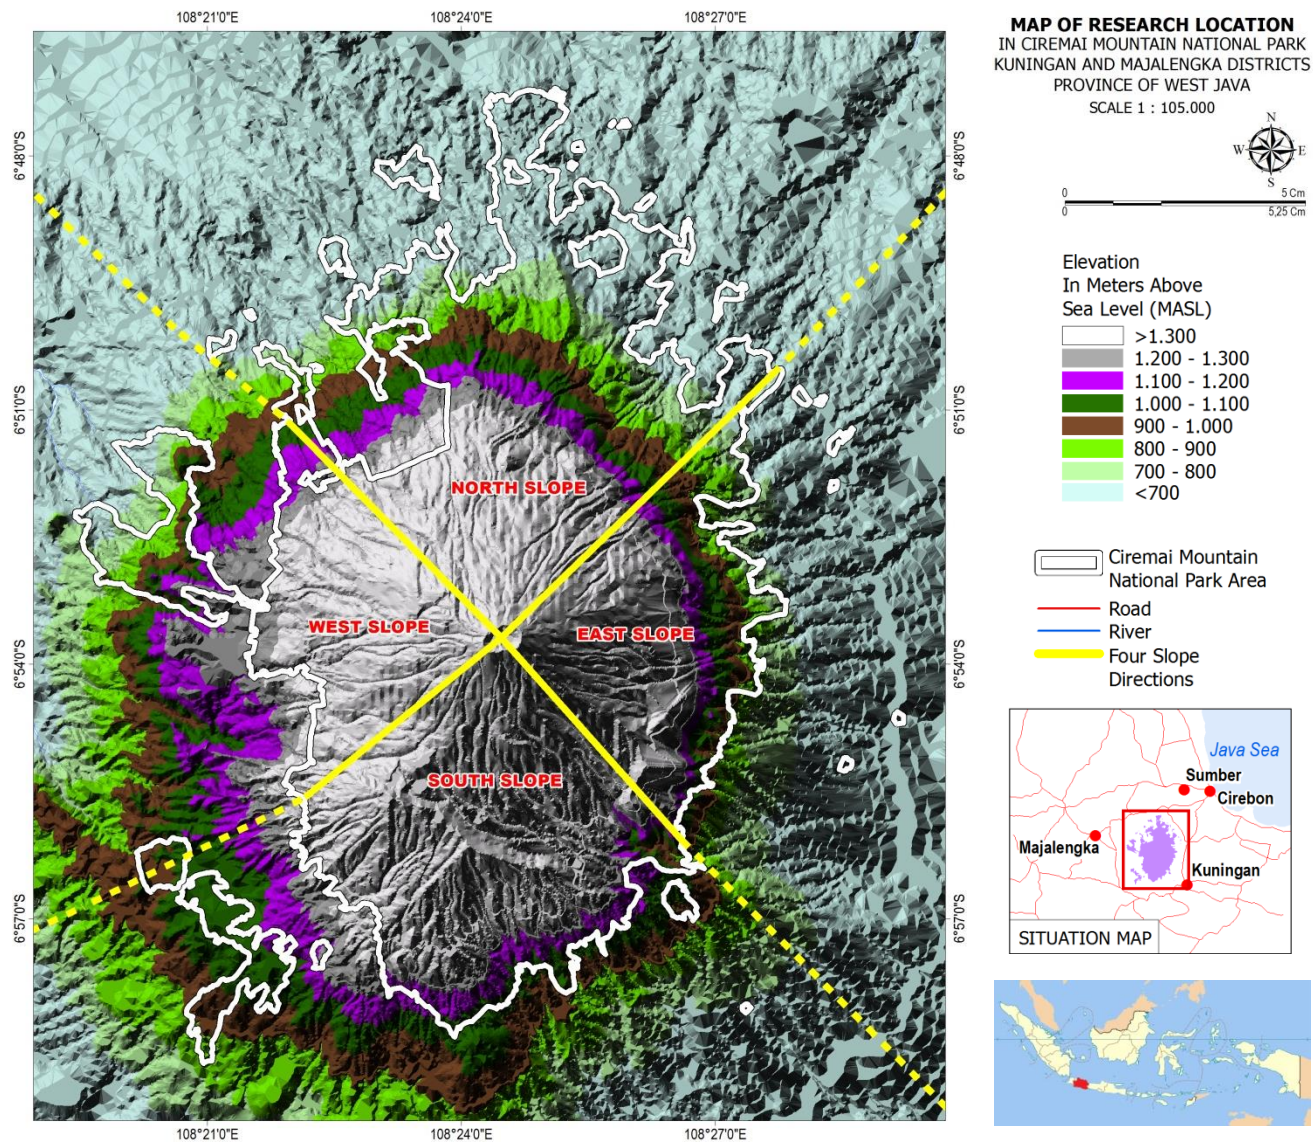 108°21'0"E
108°24'0"E
108°27'0"E
6°48'0"S
6°48'0"S
6°51'0"S
6°51'0"S
6°54'0"S
6°54'0"S
6°57'0"S
6°57'0"S
NORTH SLOPE
WEST SLOPE
EAST SLOPE
SOUTH SLOPE
108°21'0"E
108°24'0"E
108°27'0"E
MAP OF RESEARCH LOCATION
IN CIREMAI MOUNTAIN NATIONAL PARK
KUNINGAN AND MAJALENGKA DISTRICTS
PROVINCE OF WEST JAVA
SCALE 1 : 105.000
N
W
E
S
0
5 Cm
0
5,25 Cm
Elevation
In Meters Above
Sea Level (MASL)
>1.300
1.200 - 1.300
1.100 - 1.200
1.000 - 1.100
900 - 1.000
800 - 900
700 - 800
<700
Ciremai Mountain
National Park Area
Road
River
Four Slope
Directions
Java Sea
Sumber
Cirebon
Majalengka
Kuningan
SITUATION MAP